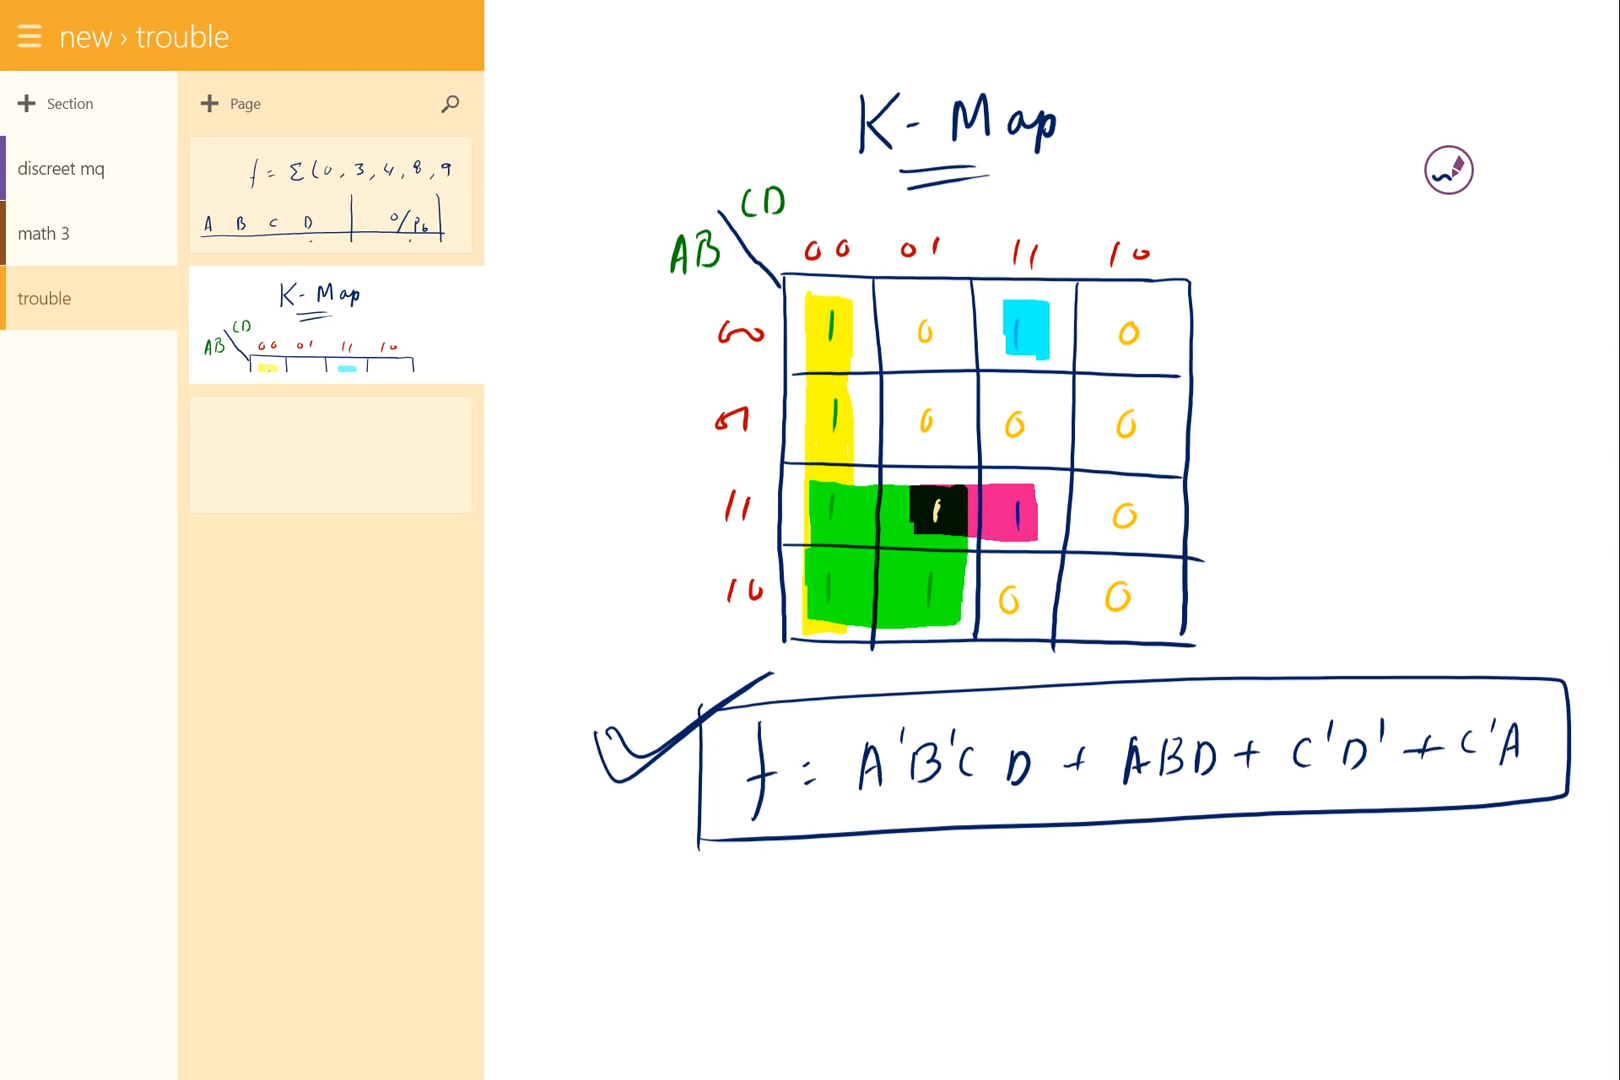 new › trouble
Section
discreet mq
math 3
trouble
Page
f = Σ(0, 3, 4, 8, 9
A B C D O/P
K- Map
CD
AB 00 01 11 10
K- Map
CD
AB 00 01 11 10
00 1 0 1 0
01 1 0 0 0
11 1 1 1 0
10 1 1 0 0
f = A'B'C D + ABD + C'D' + C'A